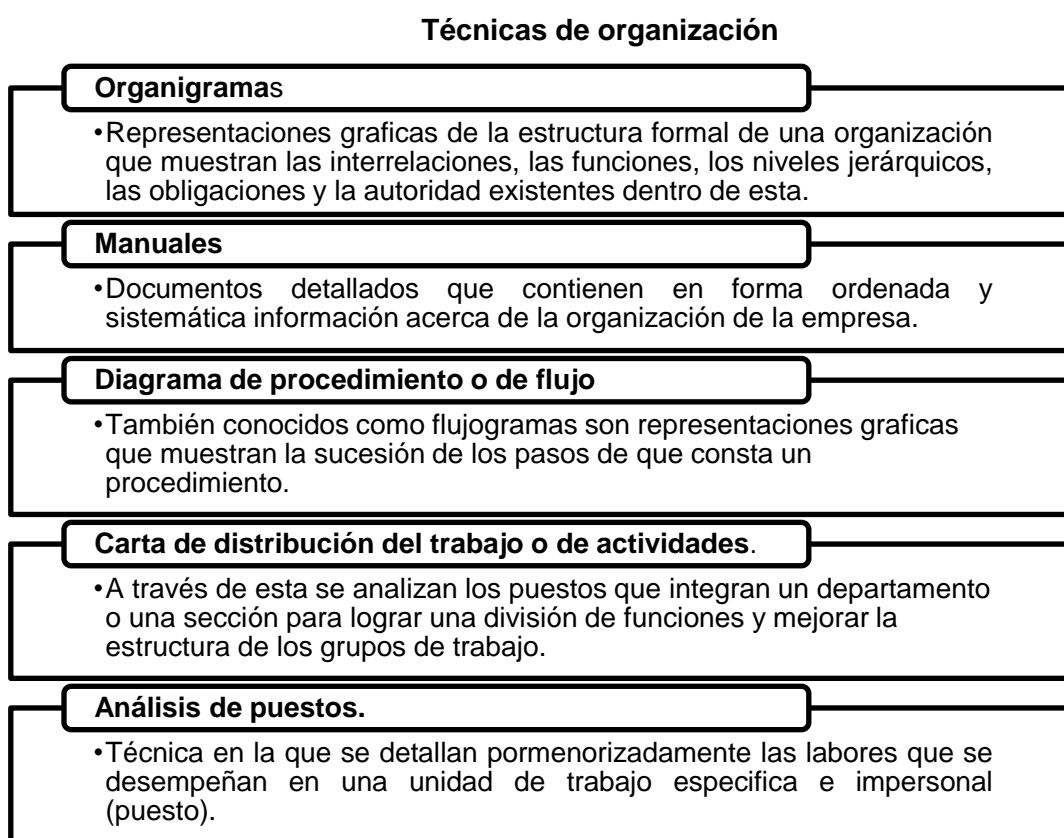 Técnicas de organización
Organigramas
•Representaciones graficas de la estructura formal de una organización
que muestran las interrelaciones, las funciones, los niveles jerárquicos,
las obligaciones y la autoridad existentes dentro de esta.
Manuales
•Documentos detallados que contienen en forma ordenada y
sistemática información acerca de la organización de la empresa.
Diagrama de procedimiento o de flujo
•También conocidos como flujogramas son representaciones graficas
que muestran la sucesión de los pasos de que consta un
procedimiento.
Carta de distribución del trabajo o de actividades.
•A través de esta se analizan los puestos que integran un departamento
o una sección para lograr una división de funciones y mejorar la
estructura de los grupos de trabajo.
Análisis de puestos.
•Técnica en la que se detallan pormenorizadamente las labores que se
desempeñan en una unidad de trabajo especifica e impersonal
(puesto).